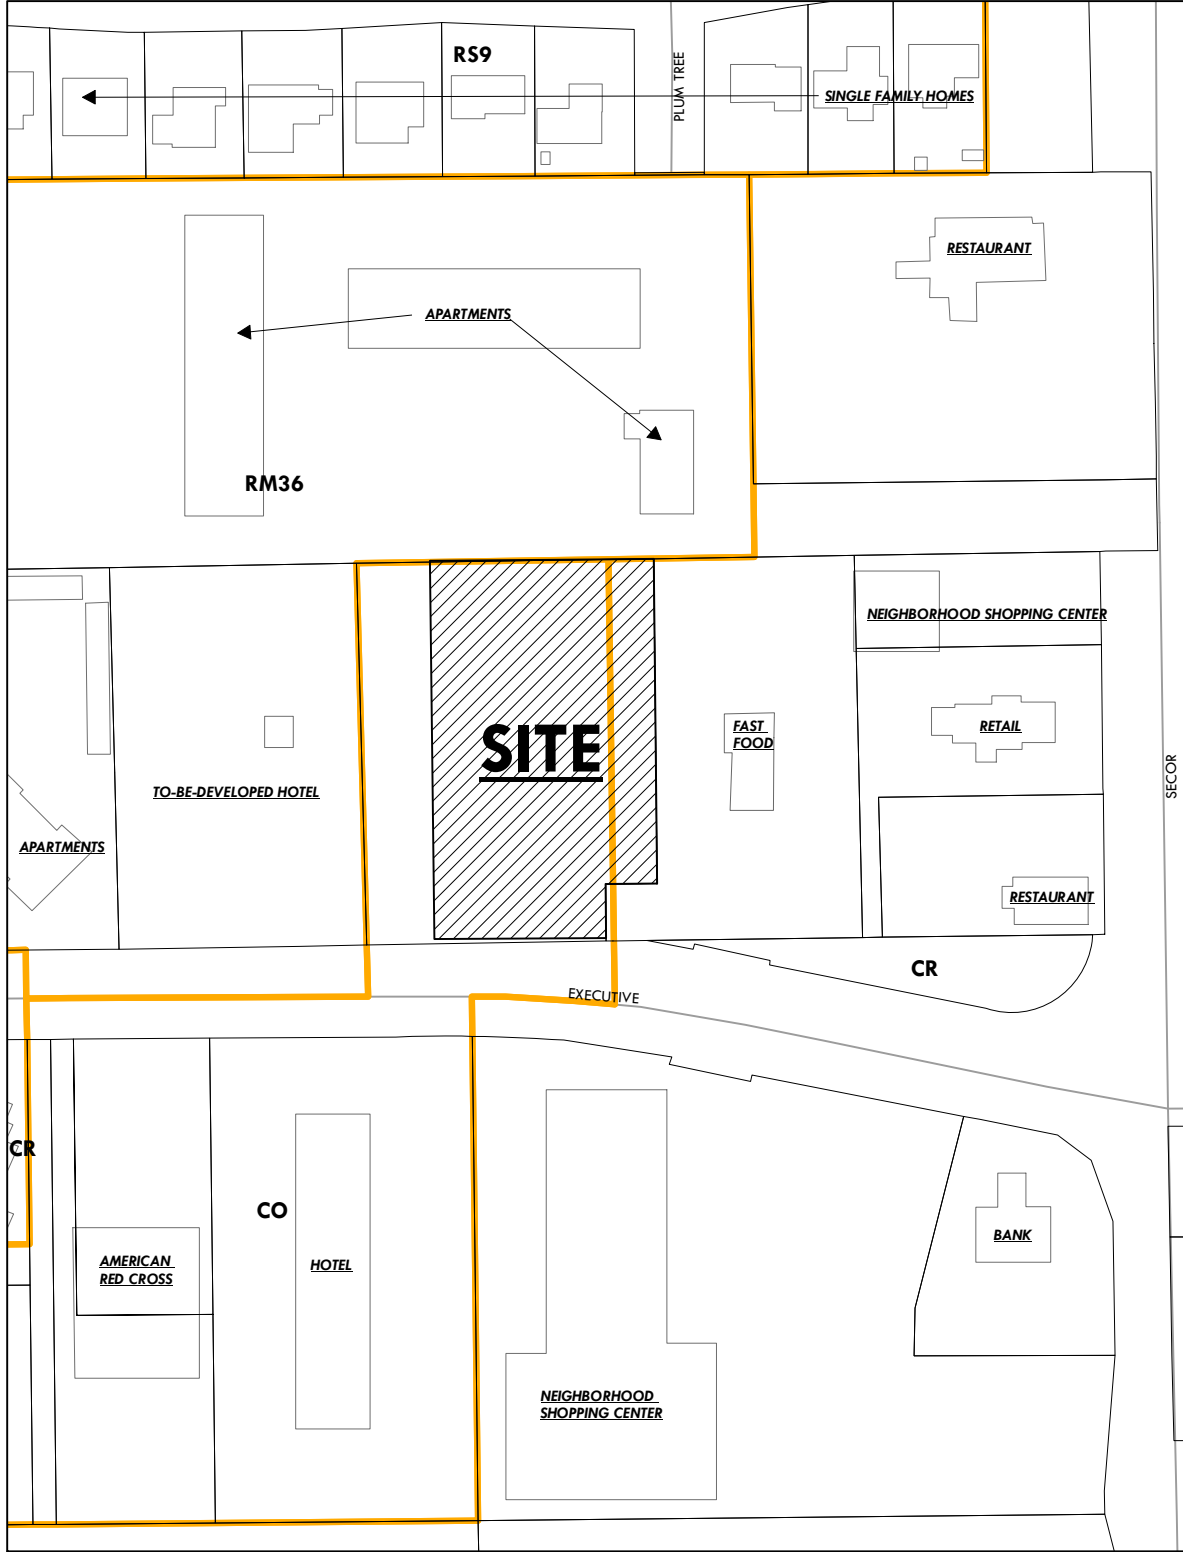 RS9
PLUM TREE
SINGLE FAMILY HOMES
RESTAURANT
APARTMENTS
RM36
NEIGHBORHOOD SHOPPING CENTER
SITE
FAST
FOOD
RETAIL
SECOR
TO-BE-DEVELOPED HOTEL
APARTMENTS
RESTAURANT
CR
EXECUTIVE
CR
CO
AMERICAN
RED CROSS
HOTEL
BANK
NEIGHBORHOOD
SHOPPING CENTER